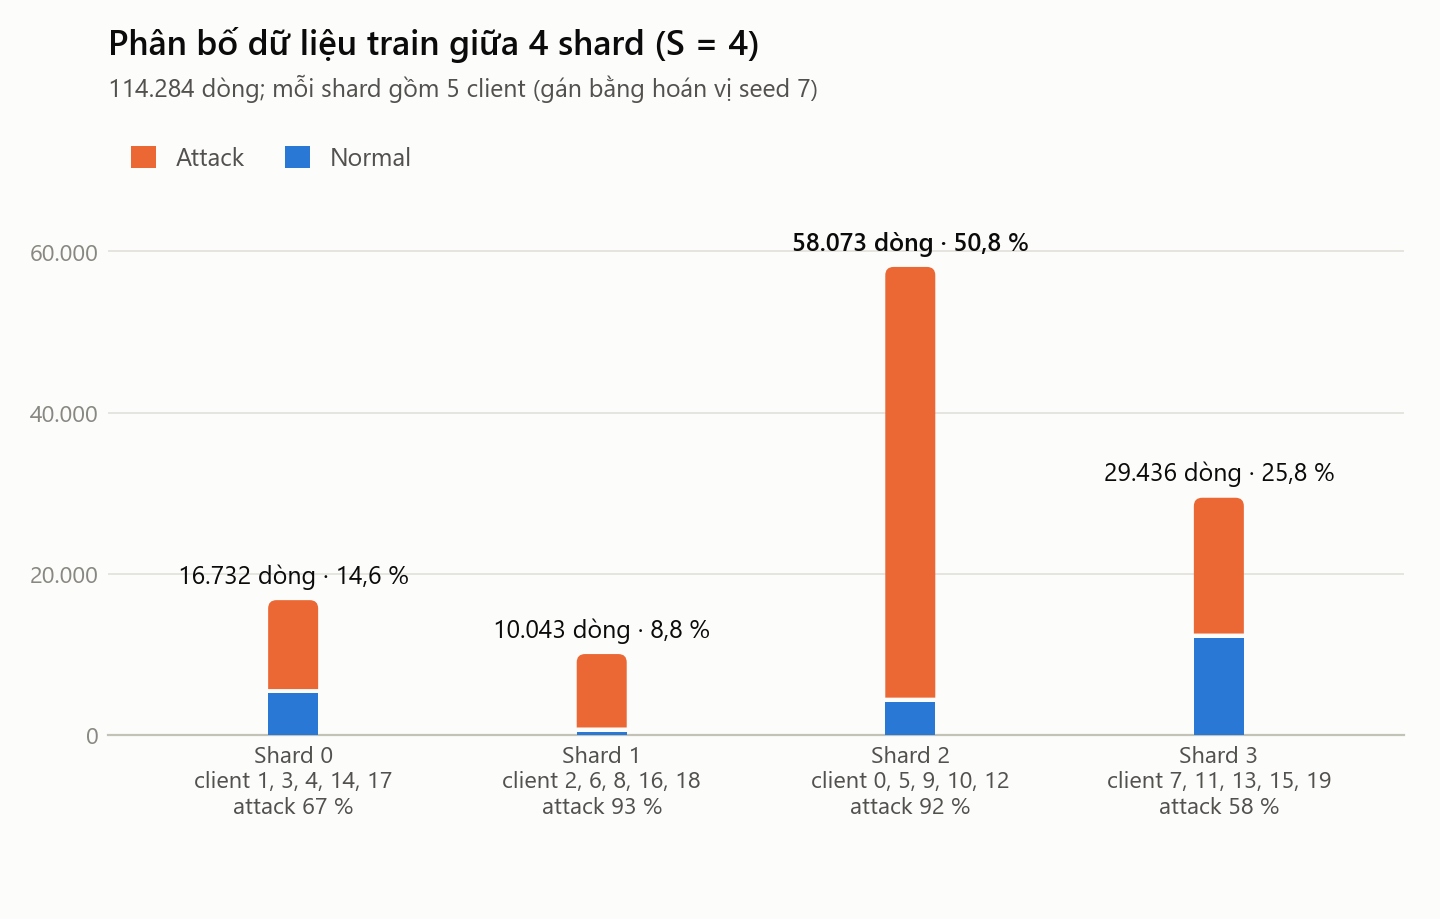 Phân bố dữ liệu train giữa 4 shard (S = 4)
114.284 dòng; mỗi shard gồm 5 client (gán bằng hoán vị seed 7)
Attack Normal
60.000
58.073 dòng · 50,8 %
40.000
29.436 dòng · 25,8 %
20.000
16.732 dòng · 14,6 %
10.043 dòng · 8,8 %
0
Shard 0 Shard 1 Shard 2 Shard 3
client 1, 3, 4, 14, 17 client 2, 6, 8, 16, 18 client 0, 5, 9, 10, 12 client 7, 11, 13, 15, 19
attack 67 % attack 93 % attack 92 % attack 58 %